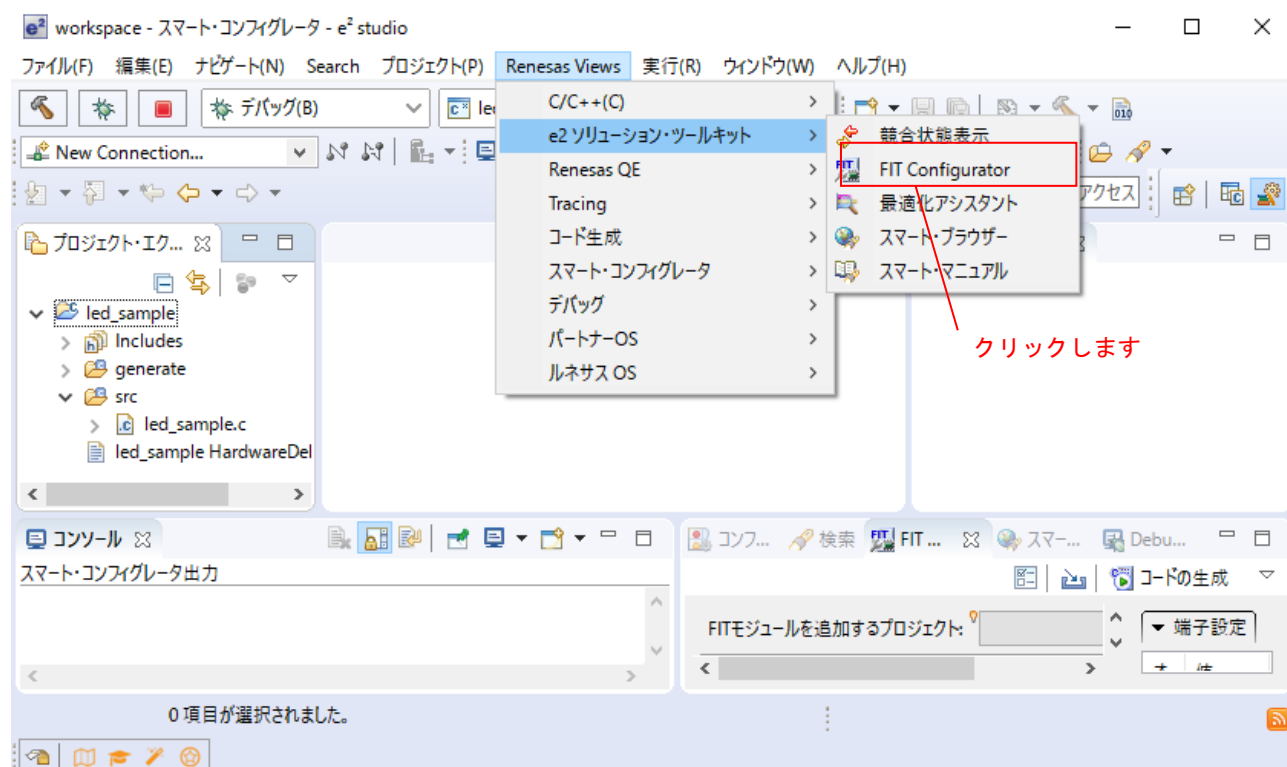 e² workspace - スマート・コンフィグレータ - e² studio
ファイル(F) 編集(E) ナビゲート(N) Search プロジェクト(P) Renesas Views 実行(R) ウィンドウ(W) ヘルプ(H)
デバッグ(B)
New Connection...
アクセス
C/C++(C)
e2 ソリューション・ツールキット
Renesas QE
Tracing
コード生成
スマート・コンフィグレータ
デバッグ
パートナーOS
ルネサス OS
競合状態表示
FIT Configurator
最適化アシスタント
スマート・ブラウザー
スマート・マニュアル
クリックします
プロジェクト・エク...
led_sample
Includes
generate
src
led_sample.c
led_sample HardwareDel
コンソール
スマート・コンフィグレータ出力
コンフ... 検索 FIT ... スマー... Debu...
コードの生成
FITモジュールを追加するプロジェクト:
端子設定
0 項目が選択されました。